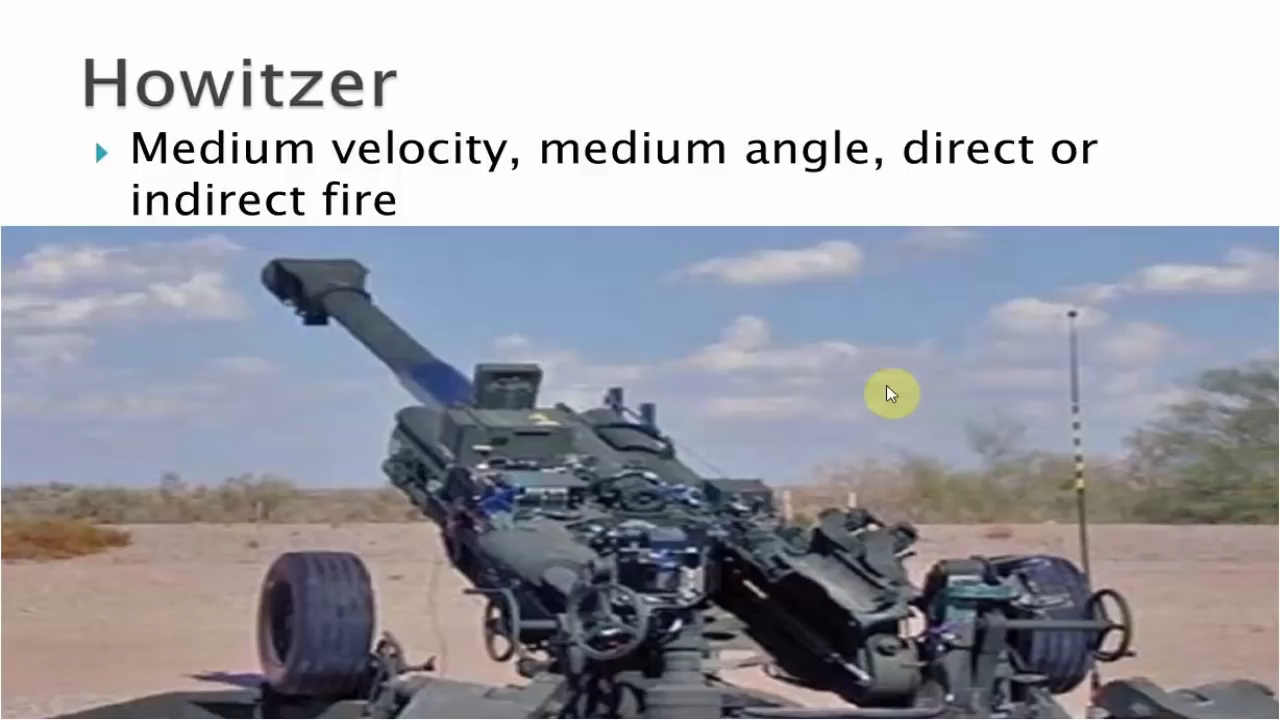 Howitzer
Medium velocity, medium angle, direct or
indirect fire